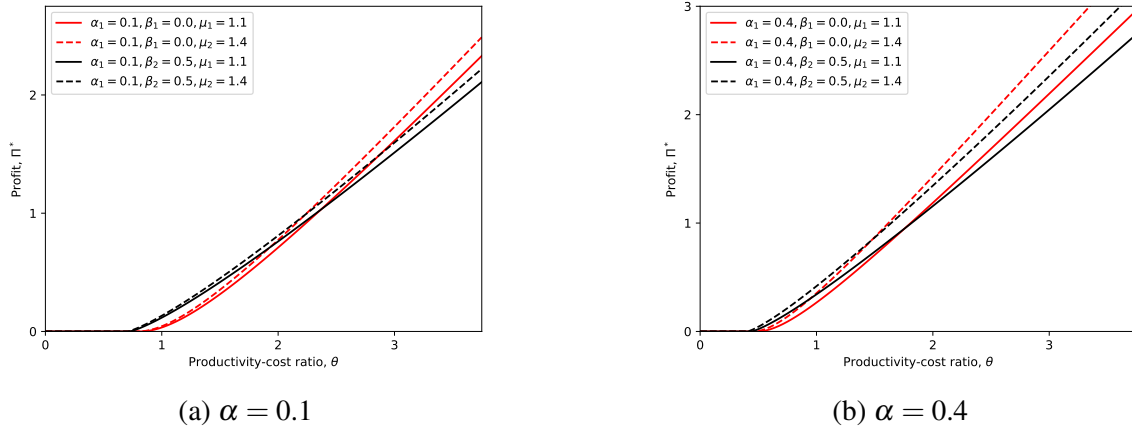 α₁ = 0.1, β₁ = 0.0, μ₁ = 1.1
α₁ = 0.1, β₁ = 0.0, μ₂ = 1.4
α₁ = 0.1, β₂ = 0.5, μ₁ = 1.1
α₁ = 0.1, β₂ = 0.5, μ₂ = 1.4
Profit, Π*
2
1
0
0 1 2 3
Productivity-cost ratio, θ
(a) α = 0.1
α₁ = 0.4, β₁ = 0.0, μ₁ = 1.1
α₁ = 0.4, β₁ = 0.0, μ₂ = 1.4
α₁ = 0.4, β₂ = 0.5, μ₁ = 1.1
α₁ = 0.4, β₂ = 0.5, μ₂ = 1.4
Profit, Π*
3
2
1
0
0 1 2 3
Productivity-cost ratio, θ
(b) α = 0.4